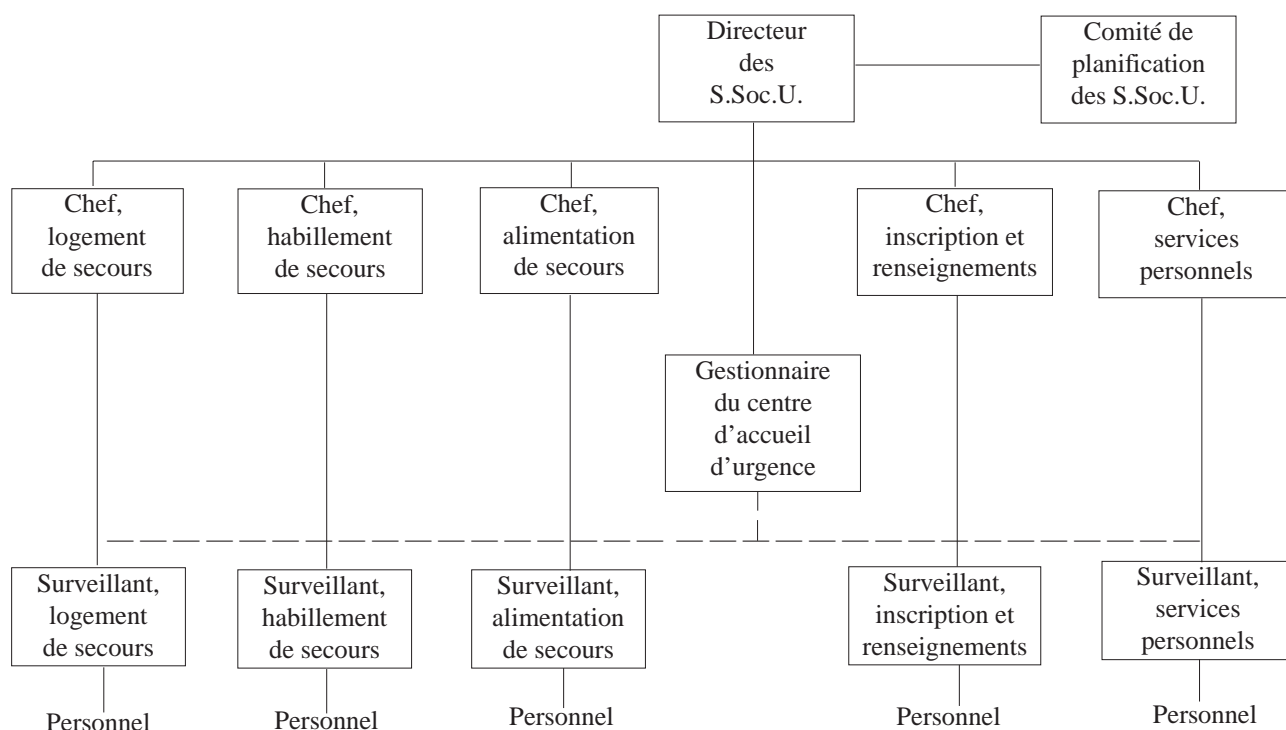 Directeur
des
S.Soc.U.
Comité de
planification
des S.Soc.U.
Chef,
logement
de secours
Chef,
habillement
de secours
Chef,
alimentation
de secours
Chef,
inscription et
renseignements
Chef,
services
personnels
Gestionnaire
du centre
d’accueil
d’urgence
Surveillant,
logement
de secours
Surveillant,
habillement
de secours
Surveillant,
alimentation
de secours
Surveillant,
inscription et
renseignements
Surveillant,
services
personnels
Personnel
Personnel
Personnel
Personnel
Personnel